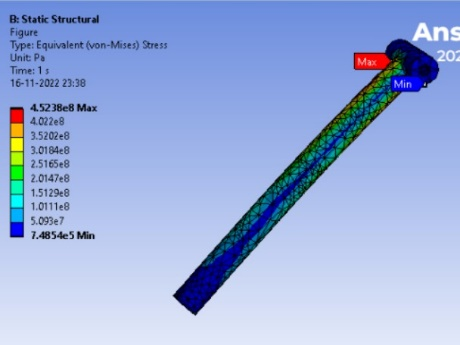 B: Static Structural
Figure
Type: Equivalent (von-Mises) Stress
Unit: Pa
Time: 1 s
16-11-2022 23:38
4.5238e8 Max
4.022e8
3.5202e8
3.0184e8
2.5165e8
2.0147e8
1.5129e8
1.0111e8
5.093e7
7.4854e5 Min
Max
Min
Ans
202